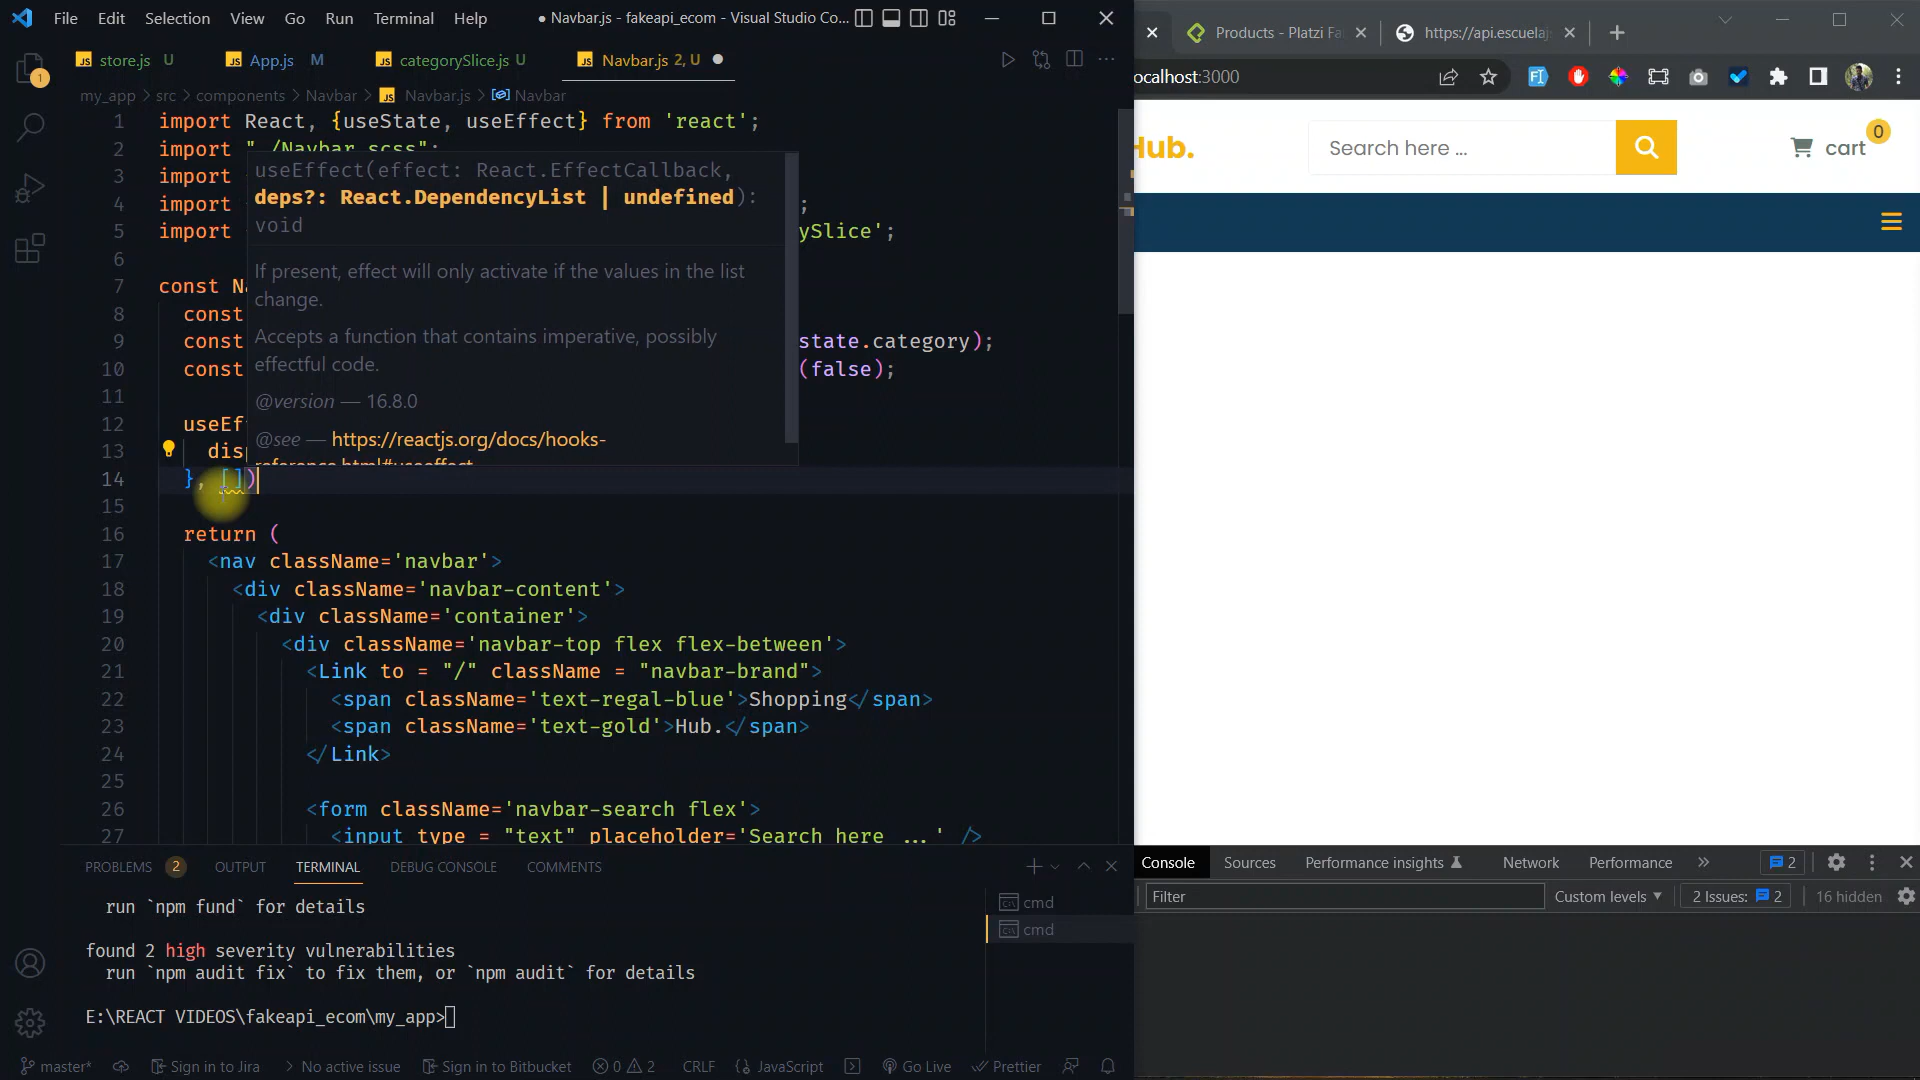 File Edit Selection View Go Run Terminal Help
● Navbar.js - fakeapi_ecom - Visual Studio Co...
store.js U App.js M categorySlice.js U Navbar.js 2, U
my_app > src > components > Navbar > Navbar.js > Navbar
1 import React, {useState, useEffect} from 'react';
2 import "./Navbar.scss";
3 import
4 import ;
5 import ySlice';
6
7 const N
8 const
9 const state.category);
10 const (false);
11
12 useEf
13 dis
14 }, [])
15
16 return (
17 <nav className='navbar'>
18 <div className='navbar-content'>
19 <div className='container'>
20 <div className='navbar-top flex flex-between'>
21 <Link to = "/" className = "navbar-brand">
22 <span className='text-regal-blue'>Shopping</span>
23 <span className='text-gold'>Hub.</span>
24 </Link>
25
26 <form className='navbar-search flex'>
27 <input type = "text" placeholder='Search here ...' />
useEffect(effect: React.EffectCallback,
deps?: React.DependencyList | undefined):
void
If present, effect will only activate if the values in the list
change.
Accepts a function that contains imperative, possibly
effectful code.
@version — 16.8.0
@see — https://reactjs.org/docs/hooks-
reference.html#useeffect
PROBLEMS 2 OUTPUT TERMINAL DEBUG CONSOLE COMMENTS
run `npm fund` for details
found 2 high severity vulnerabilities
run `npm audit fix` to fix them, or `npm audit` for details
E:\REACT VIDEOS\fakeapi_ecom\my_app>
cmd
cmd
master* Sign in to Jira No active issue Sign in to Bitbucket 0 2 CRLF {} JavaScript Go Live Prettier
Products - Platzi Fa
https://api.escuelaj
ocalhost:3000
Hub.
Search here ...
cart 0
Console Sources Performance insights Network Performance 2
Filter Custom levels 2 Issues: 2 16 hidden